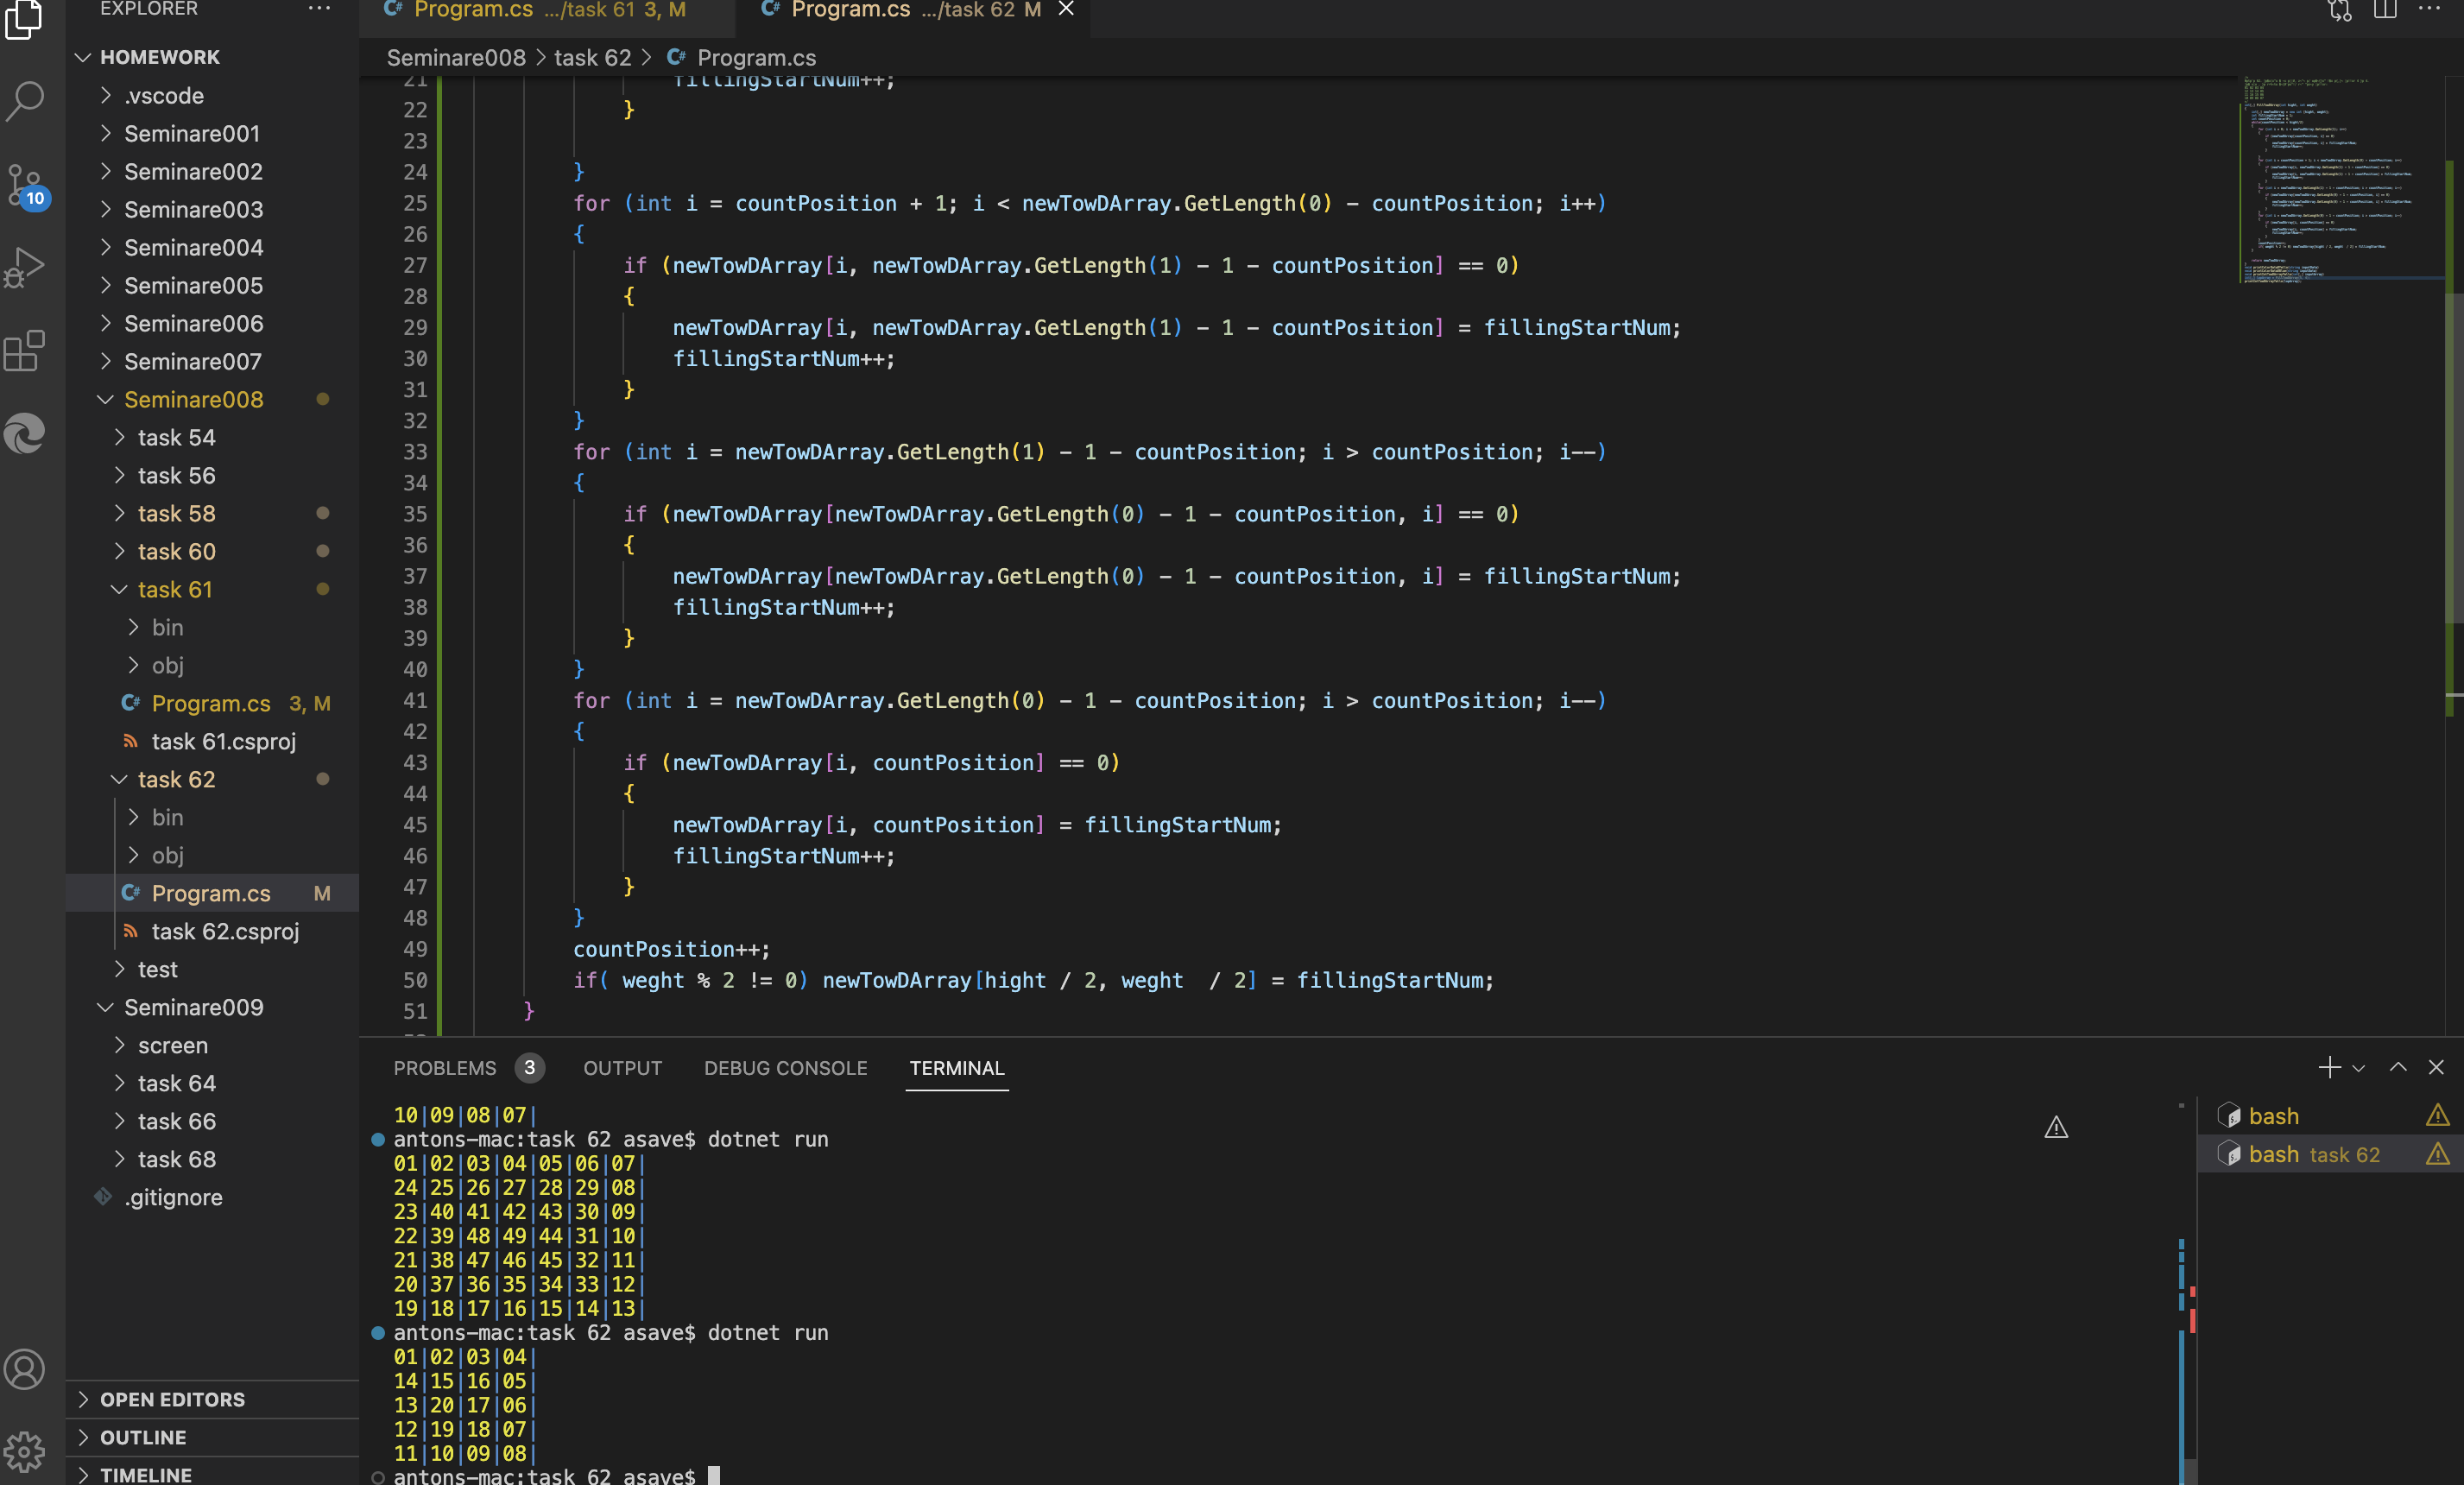 EXPLORER
HOMEWORK
.vscode
Seminare001
Seminare002
Seminare003
Seminare004
Seminare005
Seminare006
Seminare007
Seminare008
task 54
task 56
task 58
task 60
task 61
bin
obj
Program.cs 3, M
task 61.csproj
task 62
bin
obj
Program.cs M
task 62.csproj
test
Seminare009
screen
task 64
task 66
task 68
.gitignore
OPEN EDITORS
OUTLINE
TIMELINE
10
Program.cs .../task 61 3, M
Program.cs .../task 62 M
Seminare008 > task 62 > Program.cs
21 fillingStartNum++;
22 }
23
24 }
25 for (int i = countPosition + 1; i < newTowDArray.GetLength(0) - countPosition; i++)
26 {
27 if (newTowDArray[i, newTowDArray.GetLength(1) - 1 - countPosition] == 0)
28 {
29 newTowDArray[i, newTowDArray.GetLength(1) - 1 - countPosition] = fillingStartNum;
30 fillingStartNum++;
31 }
32 }
33 for (int i = newTowDArray.GetLength(1) - 1 - countPosition; i > countPosition; i--)
34 {
35 if (newTowDArray[newTowDArray.GetLength(0) - 1 - countPosition, i] == 0)
36 {
37 newTowDArray[newTowDArray.GetLength(0) - 1 - countPosition, i] = fillingStartNum;
38 fillingStartNum++;
39 }
40 }
41 for (int i = newTowDArray.GetLength(0) - 1 - countPosition; i > countPosition; i--)
42 {
43 if (newTowDArray[i, countPosition] == 0)
44 {
45 newTowDArray[i, countPosition] = fillingStartNum;
46 fillingStartNum++;
47 }
48 }
49 countPosition++;
50 if( weght % 2 != 0) newTowDArray[hight / 2, weght  / 2] = fillingStartNum;
51 }
PROBLEMS 3 OUTPUT DEBUG CONSOLE TERMINAL
10|09|08|07|
antons-mac:task 62 asave$ dotnet run
01|02|03|04|05|06|07|
24|25|26|27|28|29|08|
23|40|41|42|43|30|09|
22|39|48|49|44|31|10|
21|38|47|46|45|32|11|
20|37|36|35|34|33|12|
19|18|17|16|15|14|13|
antons-mac:task 62 asave$ dotnet run
01|02|03|04|
14|15|16|05|
13|20|17|06|
12|19|18|07|
11|10|09|08|
antons-mac:task 62 asave$
bash
bash task 62